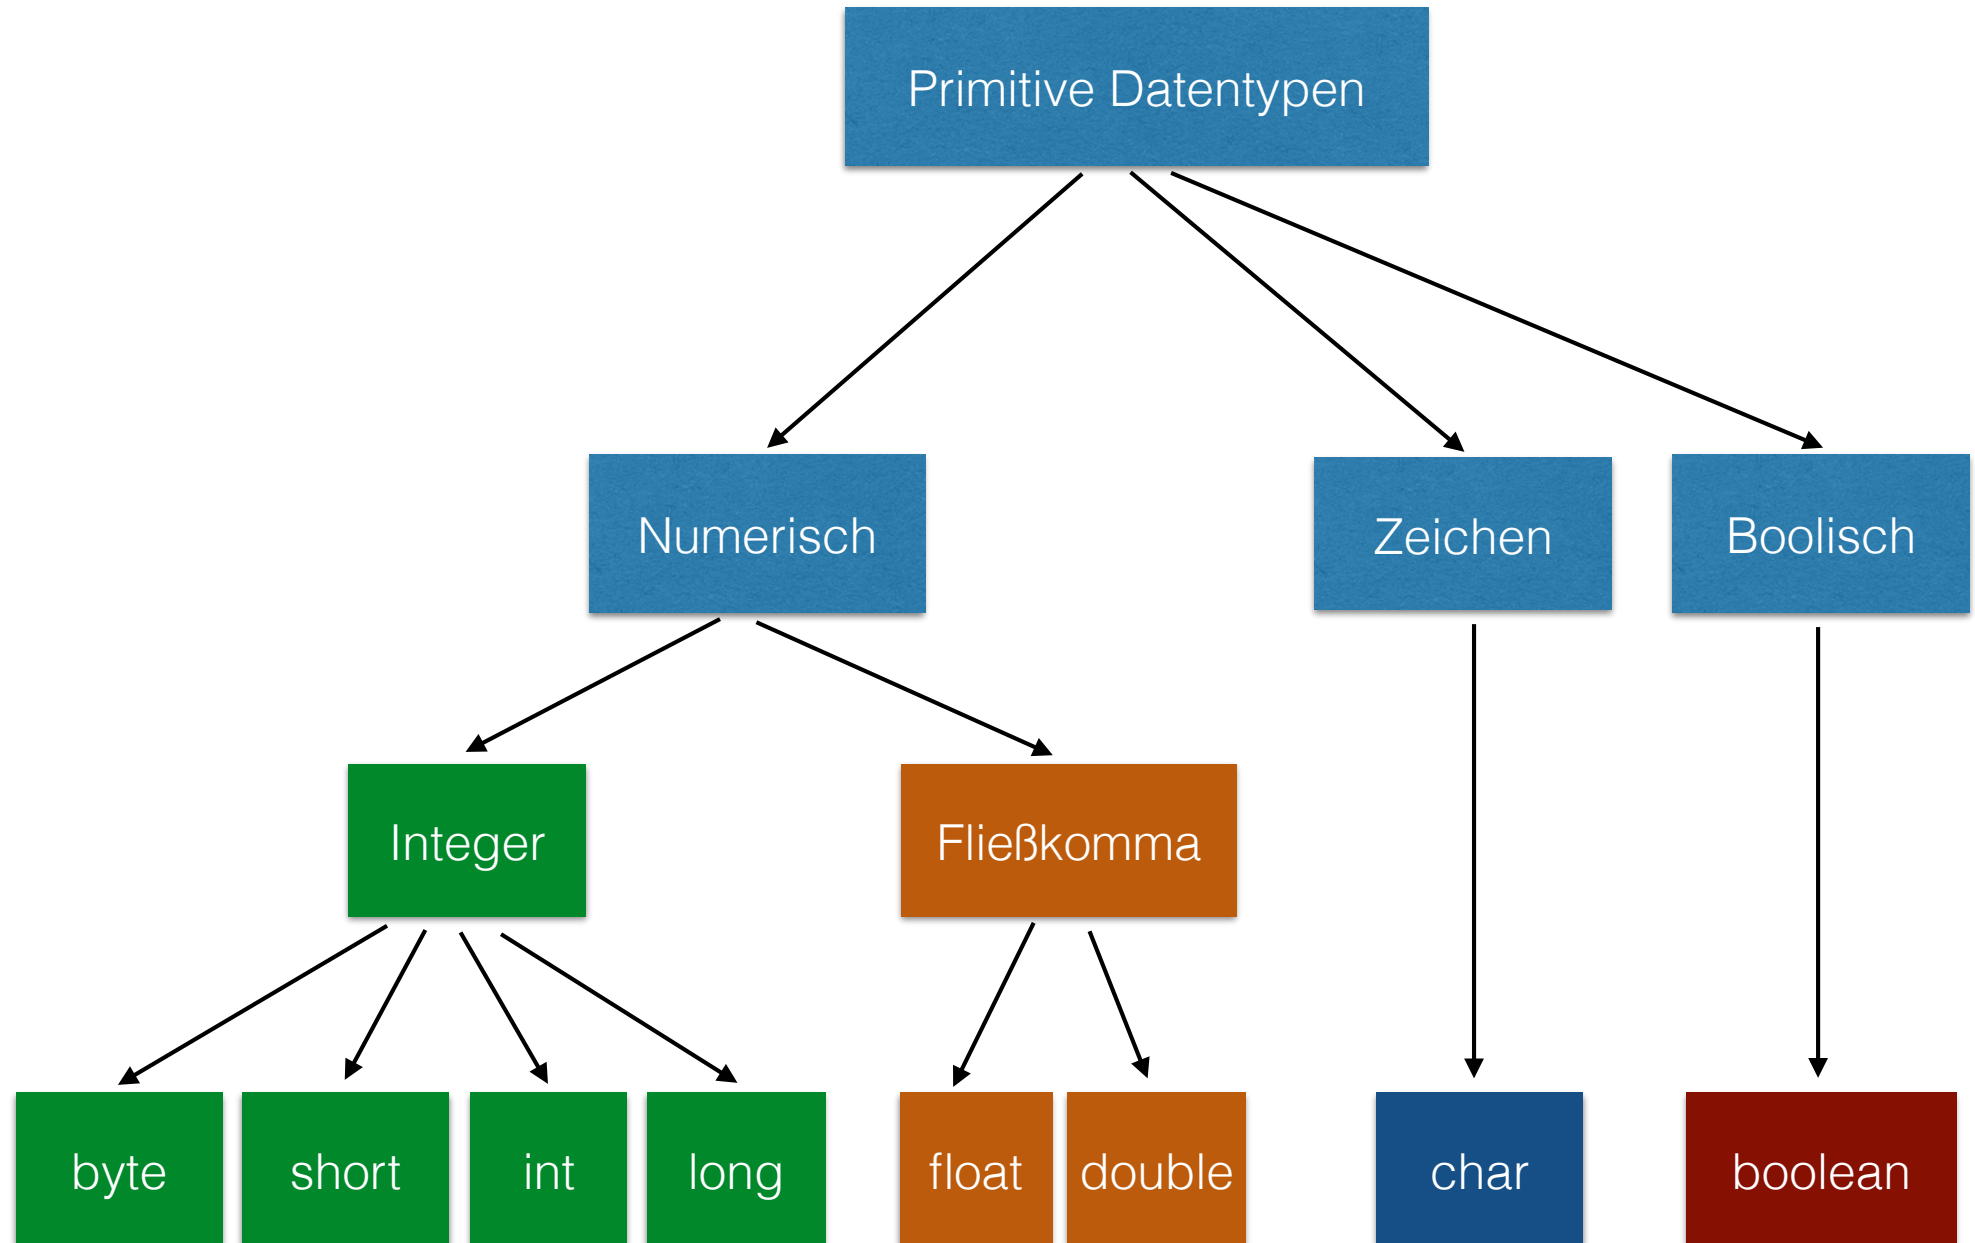 Primitive Datentypen
Numerisch
Zeichen
Boolisch
Integer
Fließkomma
byte
short
int
long
float
double
char
boolean